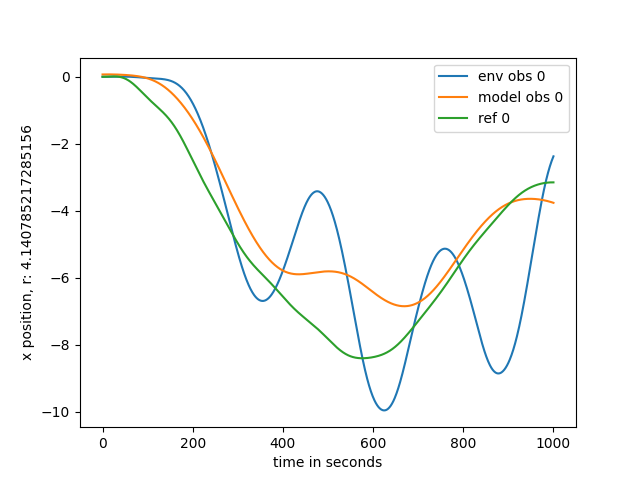 env obs 0
model obs 0
ref 0
0
−2
−4
−6
−8
−10
x position, r: 4.140785217285156
0 200 400 600 800 1000
time in seconds